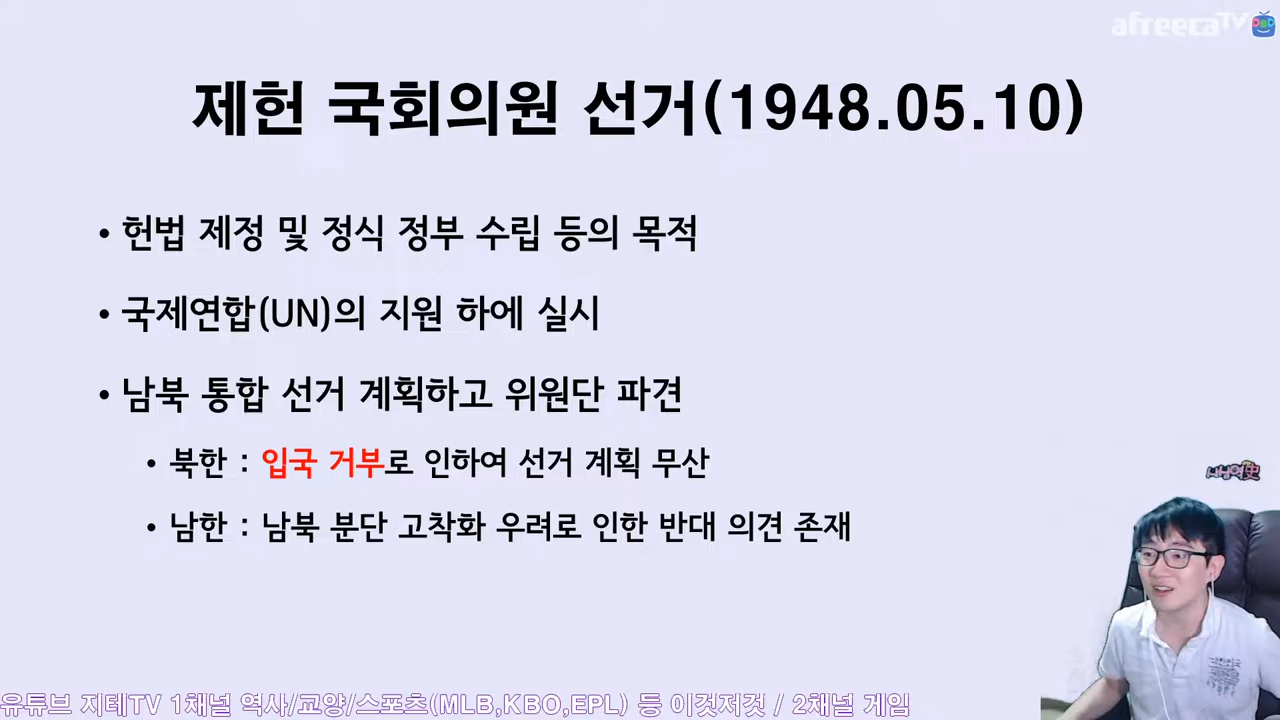 afreecaTV
제헌 국회의원 선거(1948.05.10)
• 헌법 제정 및 정식 정부 수립 등의 목적
• 국제연합(UN)의 지원 하에 실시
• 남북 통합 선거 계획하고 위원단 파견
• 북한 : 입국 거부로 인하여 선거 계획 무산
• 남한 : 남북 분단 고착화 우려로 인한 반대 의견 존재
유튜브 지테TV 1채널 역사/교양/스포츠(MLB,KBO,EPL) 등 이것저것 / 2채널 게임